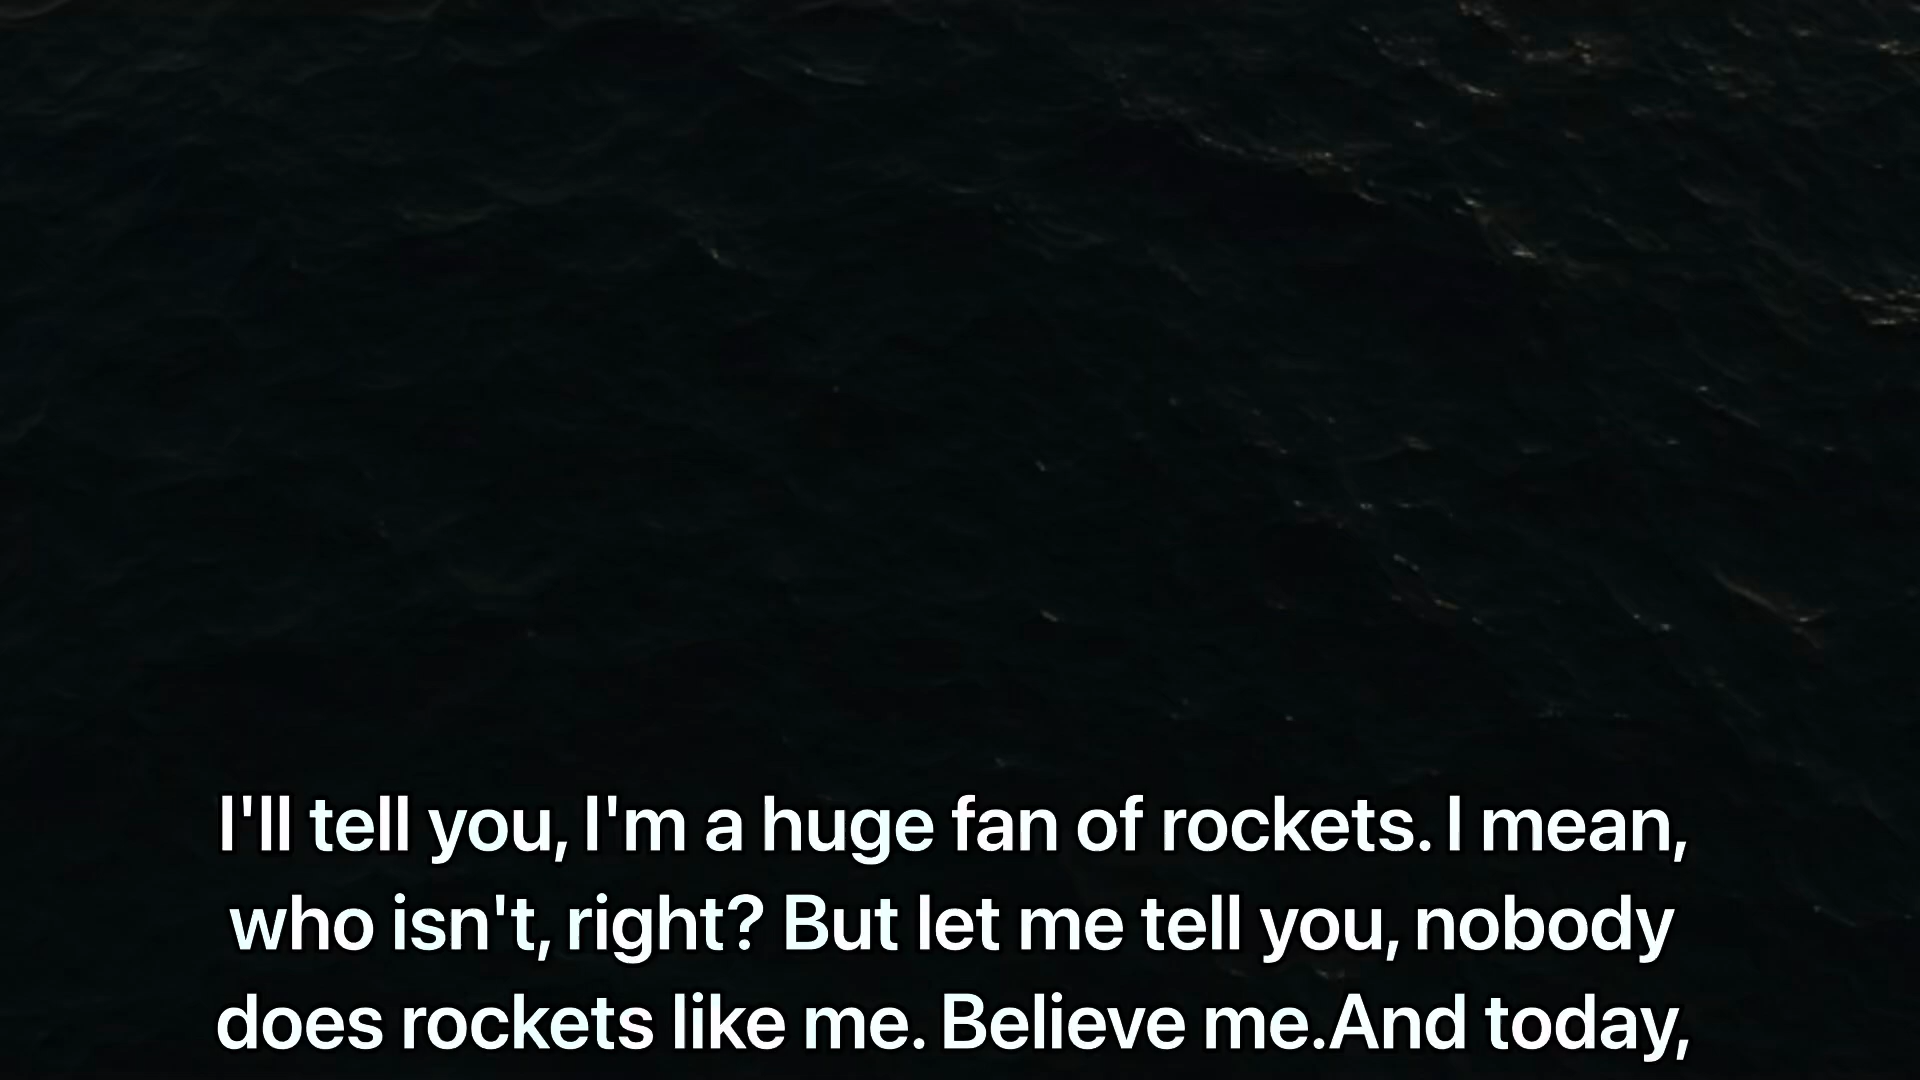 I'll tell you, I'm a huge fan of rockets. I mean,
who isn't, right? But let me tell you, nobody
does rockets like me. Believe me.And today,